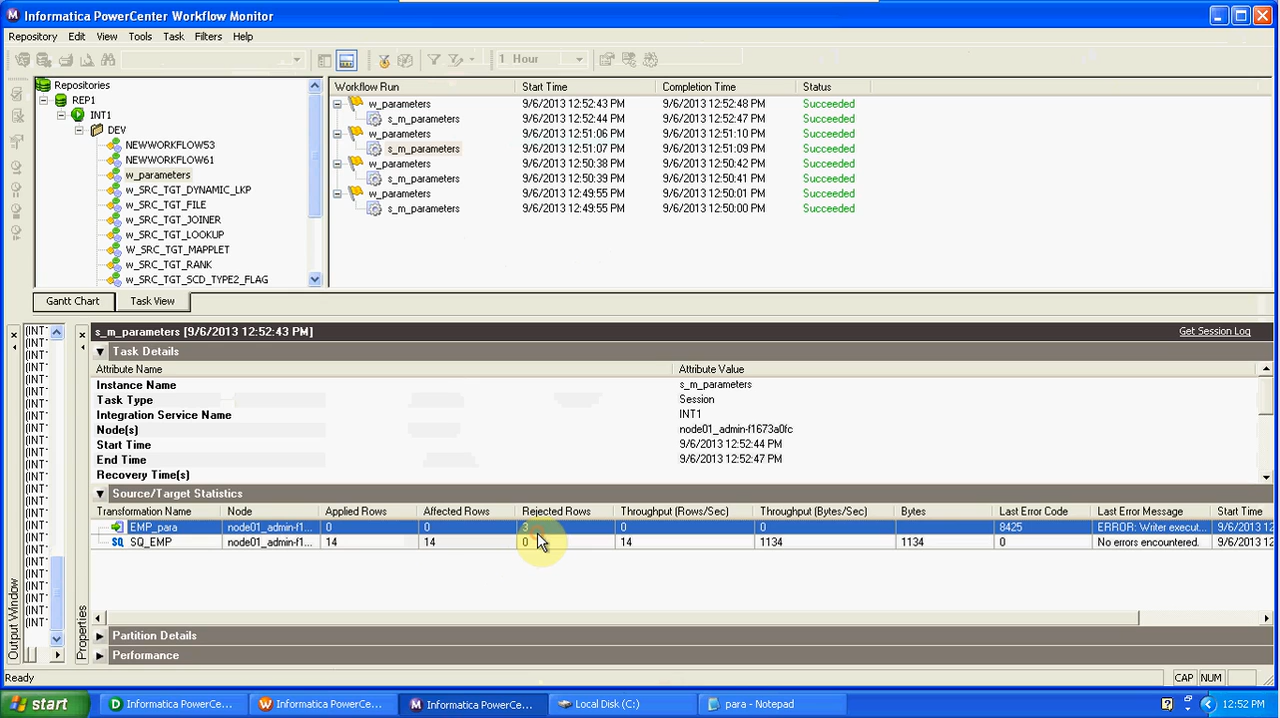 Informatica PowerCenter Workflow Monitor
Repository Edit View Tools Task Filters Help
1 Hour
Repositories
REP1
INT1
DEV
NEWWORKFLOW53
NEWWORKFLOW61
w_parameters
w_SRC_TGT_DYNAMIC_LKP
w_SRC_TGT_FILE
w_SRC_TGT_JOINER
w_SRC_TGT_LOOKUP
W_SRC_TGT_MAPPLET
w_SRC_TGT_RANK
w_SRC_TGT_SCD_TYPE2_FLAG
Workflow Run Start Time Completion Time Status
w_parameters 9/6/2013 12:52:43 PM 9/6/2013 12:52:48 PM Succeeded
s_m_parameters 9/6/2013 12:52:44 PM 9/6/2013 12:52:47 PM Succeeded
w_parameters 9/6/2013 12:51:06 PM 9/6/2013 12:51:10 PM Succeeded
s_m_parameters 9/6/2013 12:51:07 PM 9/6/2013 12:51:09 PM Succeeded
w_parameters 9/6/2013 12:50:38 PM 9/6/2013 12:50:42 PM Succeeded
s_m_parameters 9/6/2013 12:50:39 PM 9/6/2013 12:50:41 PM Succeeded
w_parameters 9/6/2013 12:49:55 PM 9/6/2013 12:50:01 PM Succeeded
s_m_parameters 9/6/2013 12:49:55 PM 9/6/2013 12:50:00 PM Succeeded
Gantt Chart Task View
s_m_parameters [9/6/2013 12:52:43 PM] Get Session Log
Task Details
Attribute Name Attribute Value
Instance Name s_m_parameters
Task Type Session
Integration Service Name INT1
Node(s) node01_admin-f1673a0fc
Start Time 9/6/2013 12:52:44 PM
End Time 9/6/2013 12:52:47 PM
Recovery Time(s)
Source/Target Statistics
Transformation Name Node Applied Rows Affected Rows Rejected Rows Throughput (Rows/Sec) Throughput (Bytes/Sec) Bytes Last Error Code Last Error Message Start Time
EMP_para node01_admin-f1... 0 0 3 0 0 8425 ERROR: Writer execut... 9/6/2013 12
SQ_EMP node01_admin-f1... 14 14 0 14 1134 1134 0 No errors encountered. 9/6/2013 12
Partition Details
Performance
Output Window
Properties
Ready CAP NUM
start Informatica PowerCe... Informatica PowerCe... Informatica PowerCe... Local Disk (C:) para - Notepad 12:52 PM